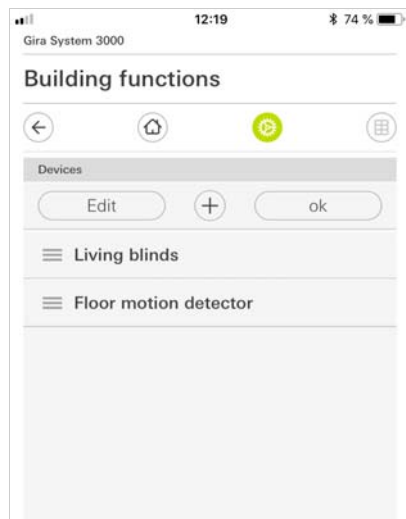 12:19
74 %
Gira System 3000
Building functions
Devices
Edit + ok
Living blinds
Floor motion detector